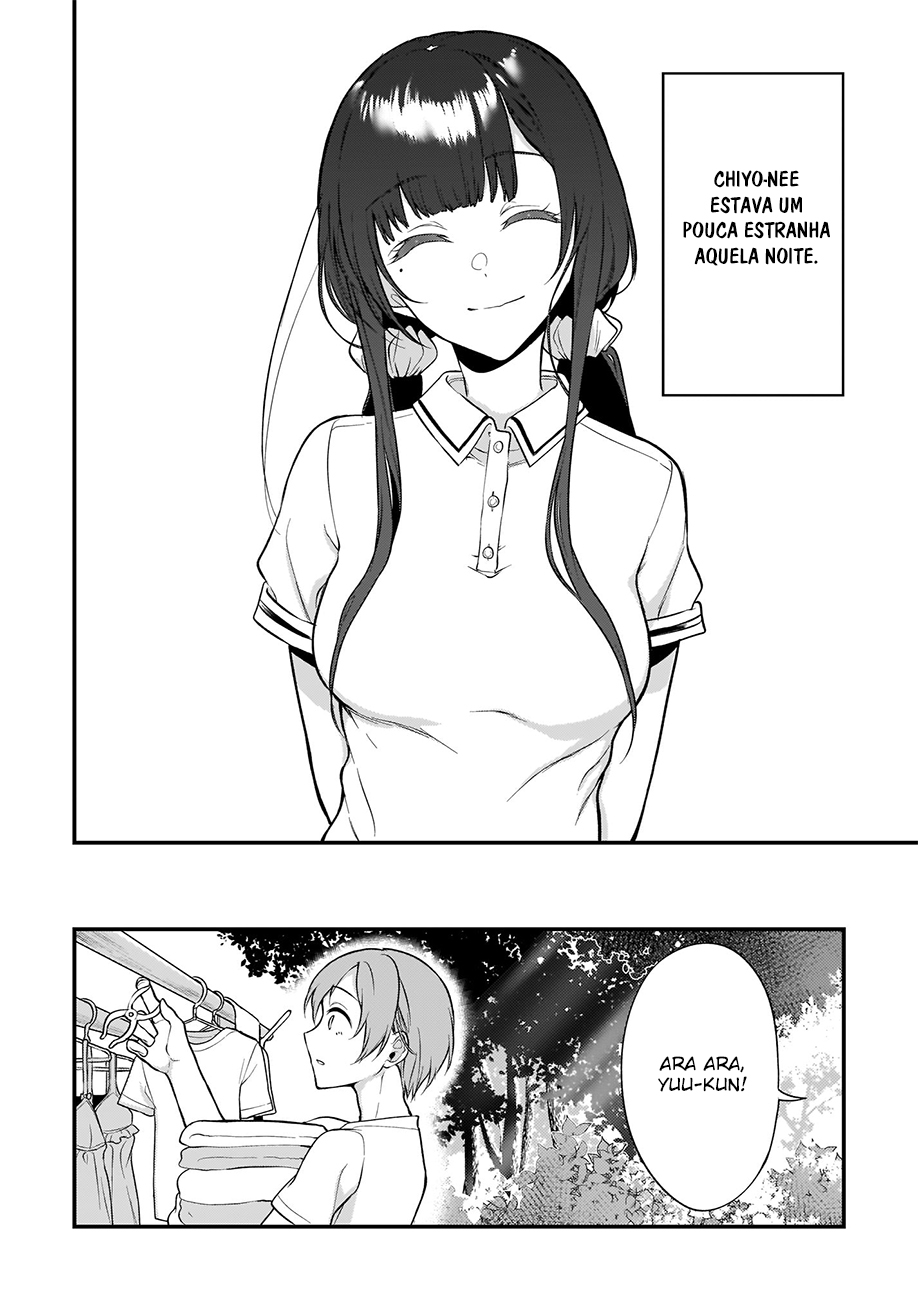 CHIYO-NEE
ESTAVA UM
POUCA ESTRANHA
AQUELA NOITE.
ARA ARA,
YUU-KUN!